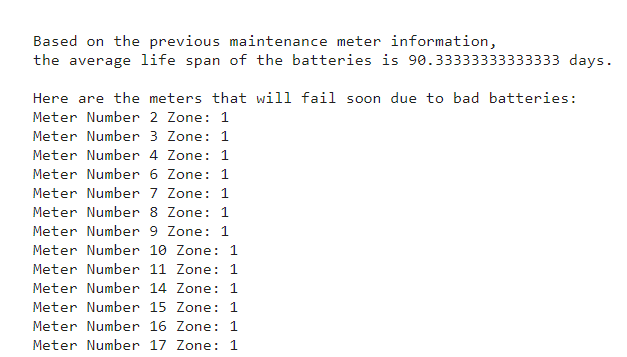 Based on the previous maintenance meter information,
the average life span of the batteries is 90.33333333333333 days.
Here are the meters that will fail soon due to bad batteries:
Meter Number 2 Zone: 1
Meter Number 3 Zone: 1
Meter Number 4 Zone: 1
Meter Number 6 Zone: 1
Meter Number 7 Zone: 1
Meter Number 8 Zone: 1
Meter Number 9 Zone: 1
Meter Number 10 Zone: 1
Meter Number 11 Zone: 1
Meter Number 14 Zone: 1
Meter Number 15 Zone: 1
Meter Number 16 Zone: 1
Meter Number 17 Zone: 1